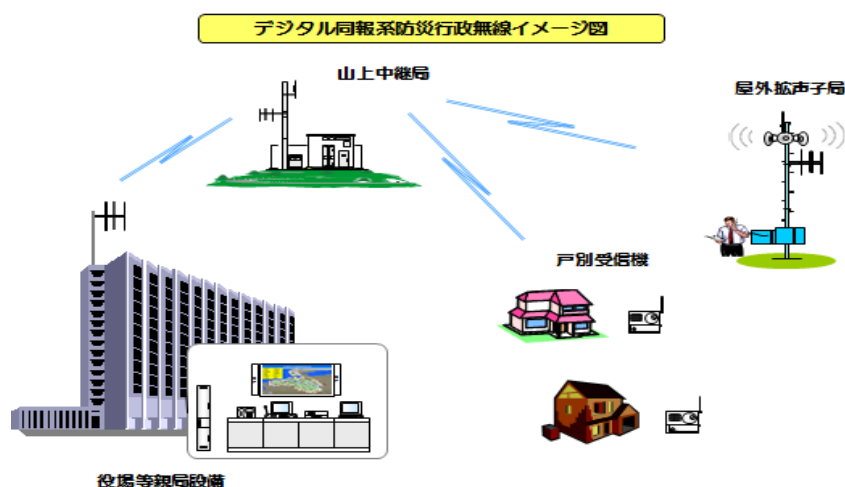 デジタル同報系防災行政無線イメージ図
山上中継局
屋外拡声子局
戸別受信機
役場等親局設備